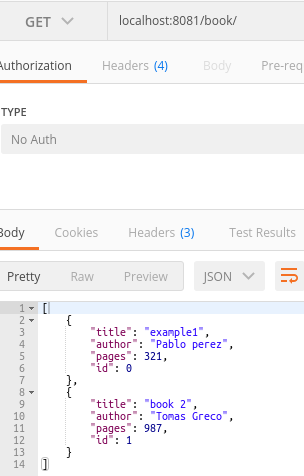 GET localhost:8081/book/
Authorization Headers (4) Body Pre-req
TYPE
No Auth
Body Cookies Headers (3) Test Results
Pretty Raw Preview JSON
1 [
2 {
3 "title": "example1",
4 "author": "Pablo perez",
5 "pages": 321,
6 "id": 0
7 },
8 {
9 "title": "book 2",
10 "author": "Tomas Greco",
11 "pages": 987,
12 "id": 1
13 }
14 ]